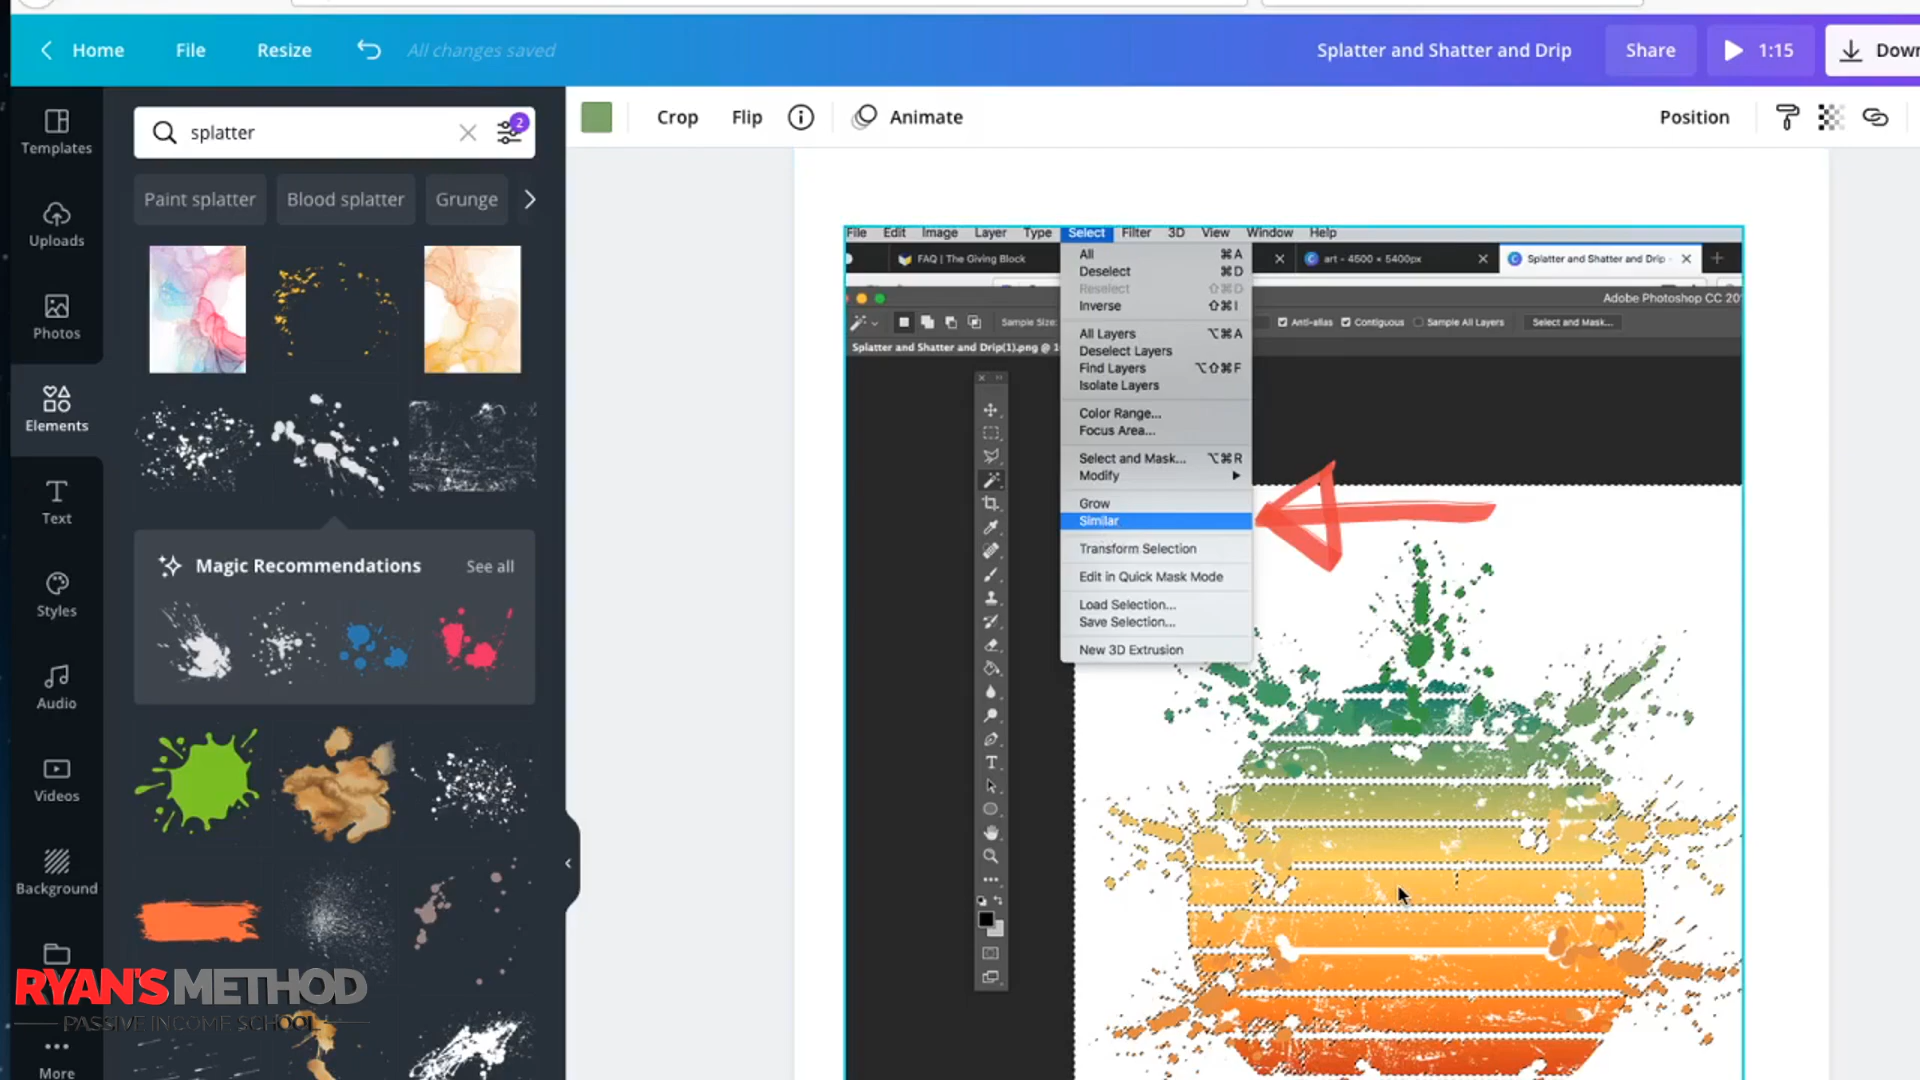 Home File Resize All changes saved Splatter and Shatter and Drip Share 1:15 Down
Templates
Uploads
Photos
Elements
Text
Styles
Audio
Videos
Background
More
splatter
2
Paint splatter Blood splatter Grunge
Magic Recommendations See all
Crop Flip Animate Position
File Edit Image Layer Type Select Filter 3D View Window Help
FAQ | The Giving Block
art - 4500 × 5400px
Splatter and Shatter and Drip -
Adobe Photoshop CC 20
Sample Size: Anti-alias Contiguous Sample All Layers Select and Mask...
Splatter and Shatter and Drip(1).png @ 1
All ⌘A
Deselect ⌘D
Reselect ⇧⌘D
Inverse ⇧⌘I
All Layers ⌥⌘A
Deselect Layers
Find Layers ⌥⇧⌘F
Isolate Layers
Color Range...
Focus Area...
Select and Mask... ⌥⌘R
Modify
Grow
Similar
Transform Selection
Edit in Quick Mask Mode
Load Selection...
Save Selection...
New 3D Extrusion
RYAN'S METHOD
PASSIVE INCOME SCHOOL